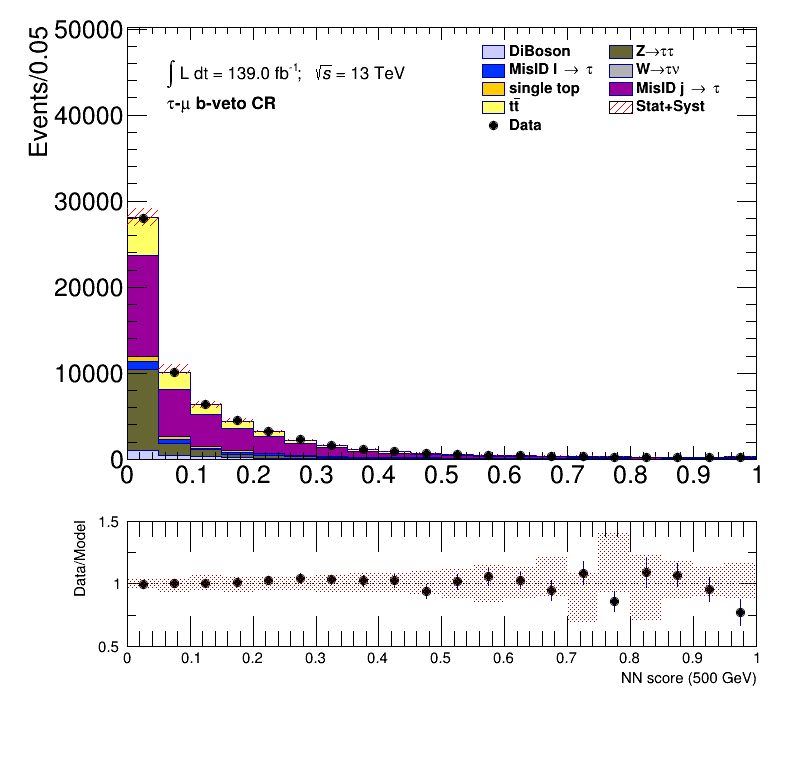 Events/0.05
50000
40000
30000
20000
10000
0
∫ L dt = 139.0 fb⁻¹; √s = 13 TeV
τ-μ b-veto CR
DiBoson
MisID l → τ
single top
tt̄
Data
Z→ττ
W→τν
MisID j → τ
Stat+Syst
0 0.1 0.2 0.3 0.4 0.5 0.6 0.7 0.8 0.9 1
Data/Model
1.5
1
0.5
0 0.1 0.2 0.3 0.4 0.5 0.6 0.7 0.8 0.9 1
NN score (500 GeV)